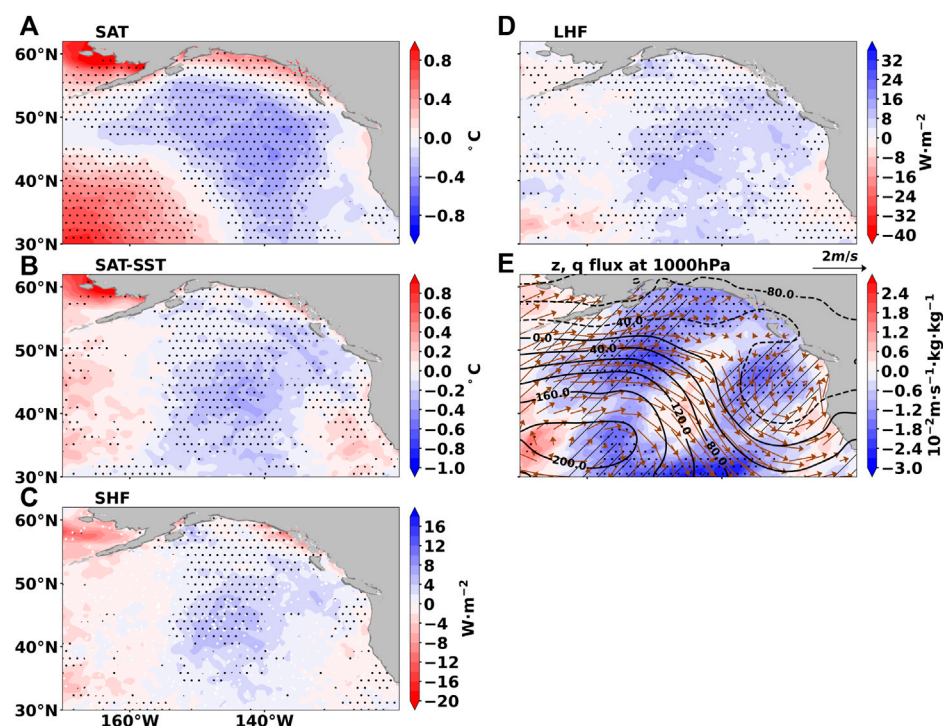 A SAT
60°N
50°N
40°N
30°N
0.8
0.4
0.0
−0.4
−0.8
°C
B SAT-SST
60°N
50°N
40°N
30°N
0.8
0.6
0.4
0.2
0.0
−0.2
−0.4
−0.6
−0.8
−1.0
°C
C SHF
60°N
50°N
40°N
30°N
160°W 140°W
16
12
8
4
0
−4
−8
−12
−16
−20
W·m⁻²
D LHF
32
24
16
8
0
−8
−16
−24
−32
−40
W·m⁻²
E z, q flux at 1000hPa
2m/s
-80.0
-40.0
0.0
40.0
160.0
120.0
80.0
200.0
2.4
1.8
1.2
0.6
0.0
−0.6
−1.2
−1.8
−2.4
−3.0
10⁻²m·s⁻¹·kg·kg⁻¹